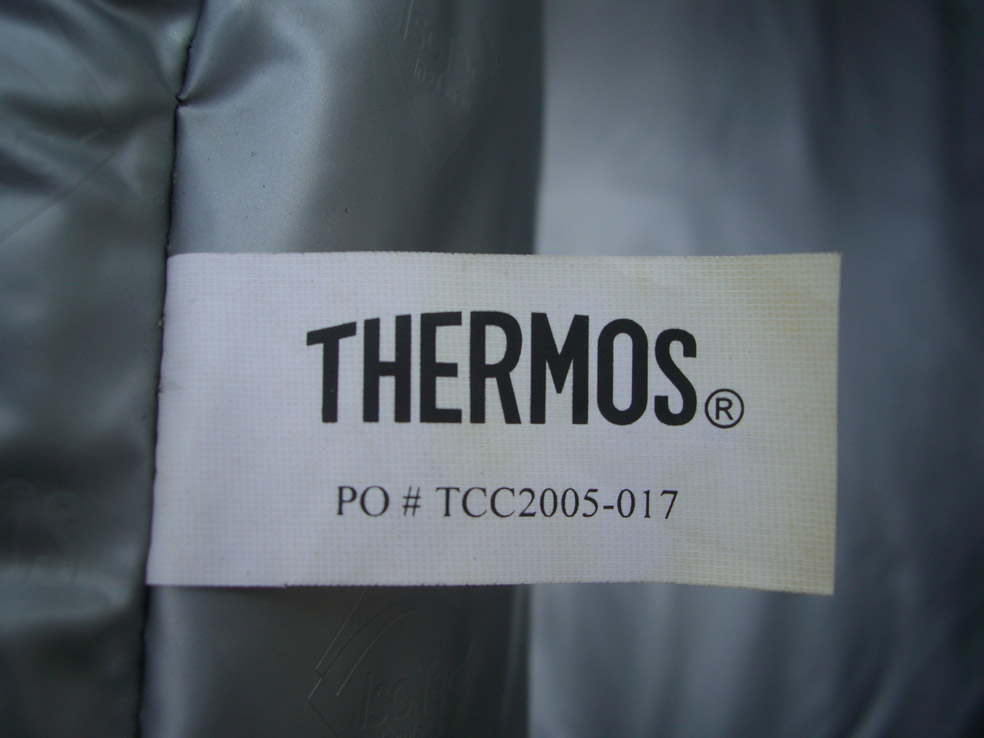 THERMOS®
PO # TCC2005-017